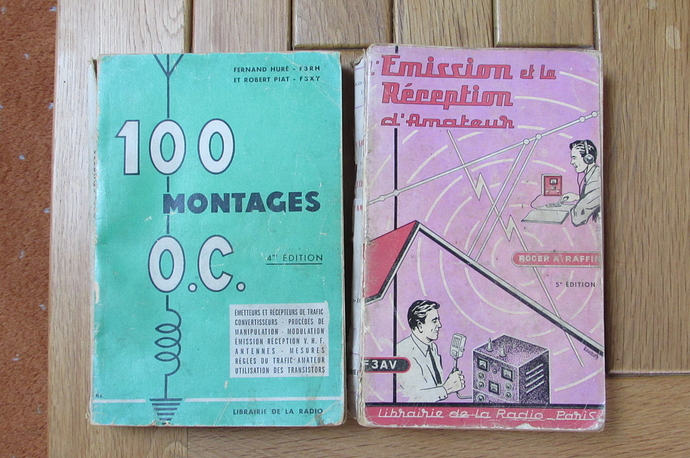 FERNAND HURÉ - F3RH
ET ROBERT PIAT - F3XY
100
MONTAGES
O.C.
4me ÉDITION
ÉMETTEURS ET RÉCEPTEURS DE TRAFIC
CONVERTISSEURS - PROCÉDÉS DE
MANIPULATION - MODULATION
EMISSION RÉCEPTION V. H. F.
ANTENNES - MESURES
RÈGLES DU TRAFIC AMATEUR
UTILISATION DES TRANSISTORS
LIBRAIRIE DE LA RADIO
L'Emission et la
Réception
d'Amateur
ROGER A. RAFFIN
5e ÉDITION
F3AV
Librairie de la Radio - Paris